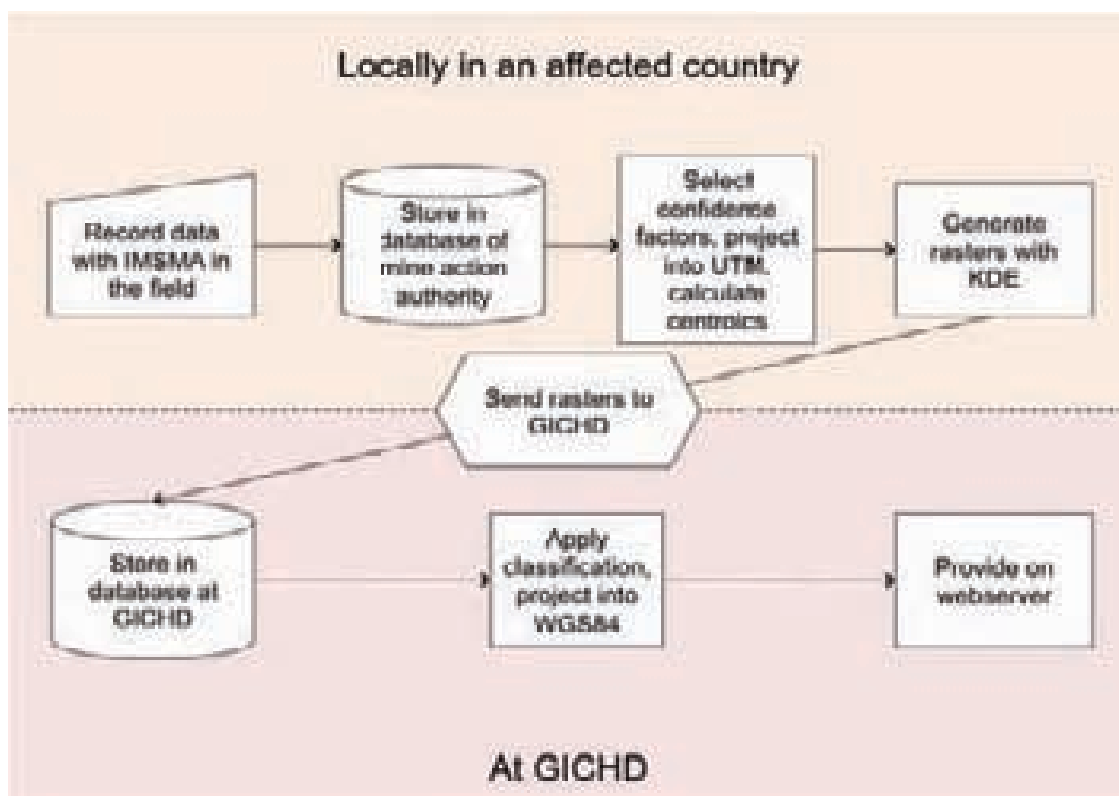 Locally in an affected country
Record data
with IMSMA in
the field
Store in
database of
mine action
authority
Select
confidence
factors, project
into UTM,
calculate
centroics
Generate
rasters with
KDE
Send rasters to
GICHD
Store in
database at
GICHD
Apply
classification,
project into
WGS84
Provide on
webserver
At GICHD